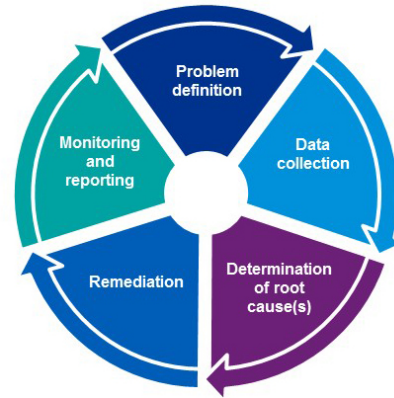 Problem
definition
Data
collection
Determination
of root
cause(s)
Remediation
Monitoring
and
reporting